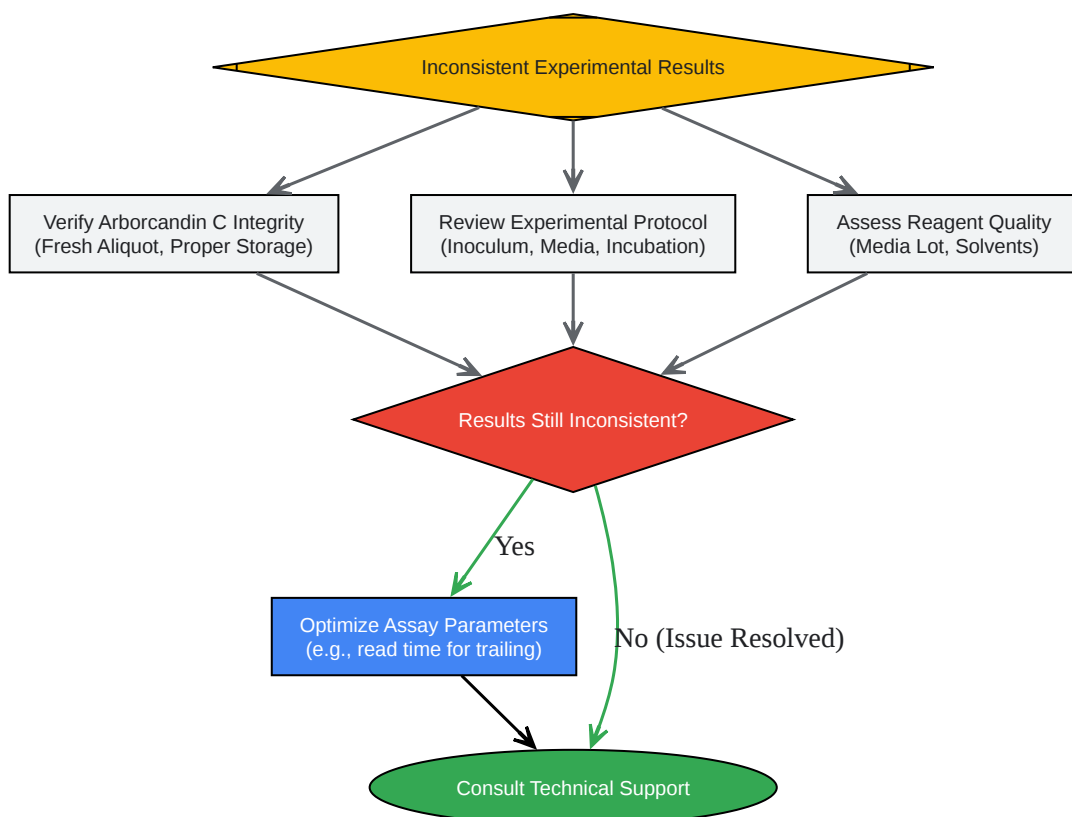 Inconsistent Experimental Results
Verify Arborcandin C Integrity
(Fresh Aliquot, Proper Storage)
Review Experimental Protocol
(Inoculum, Media, Incubation)
Assess Reagent Quality
(Media Lot, Solvents)
Results Still Inconsistent?
Yes
Optimize Assay Parameters
(e.g., read time for trailing)
No (Issue Resolved)
Consult Technical Support